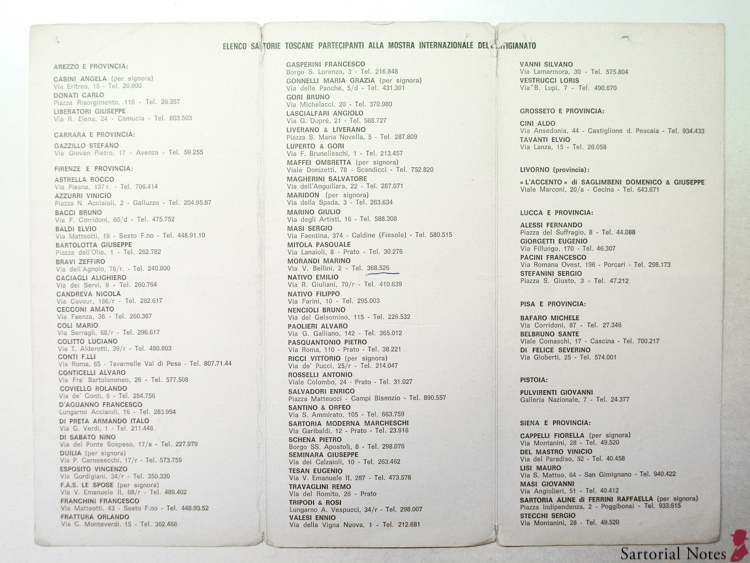 ELENCO SARTORIE TOSCANE PARTECIPANTI ALLA MOSTRA INTERNAZIONALE DELL'ARTIGIANATO
AREZZO E PROVINCIA:
CASINI ANGELA (per signora)
Via Eritrea, 15 - Tel. 20.900
DONATI CARLO
Piazza Risorgimento, 116 - Tel. 26.357
LIBERATORI GIUSEPPE
Via R. Elena, 24 - Camucia - Tel. 603.503
CARRARA E PROVINCIA:
GAZZILLO STEFANO
Via Giovan Pietro, 17 - Avenza - Tel. 59.255
FIRENZE E PROVINCIA:
ASTRELLA ROCCO
Via Pisana, 137 r. - Tel. 706.414
AZZURRI VINICIO
Piazza N. Acciaioli, 2 - Galluzzo - Tel. 204.95.87
BACCI BRUNO
Via F. Corridoni, 60/d - Tel. 475.752
BALDI ELVIO
Via Matteotti, 19 - Sesto F.no - Tel. 448.91.10
BARTOLOTTA GIUSEPPE
Piazza dell'Olio, 1 - Tel. 262.782
BRAVI ZEFFIRO
Via dell'Agnolo, 76/r. - Tel. 240.800
CACIAGLI ALIGHIERO
Via dei Servi, 9 - Tel. 260.764
CANDREVA NICOLA
Via Cavour, 186/r - Tel. 282.617
CECCONI AMATO
Via Faenza, 36 - Tel. 260.367
COLI MARIO
Via Serragli, 68/r - Tel. 296.617
COLITTO LUCIANO
Via T. Alderotti, 39/r - Tel. 460.803
CONTI F.LLI
Via Roma, 65 - Tavarnelle Val di Pesa - Tel. 807.71.44
CONTICELLI ALVARO
Via Fre' Bartolommeo, 26 - Tel. 577.508
COVIELLO ROLANDO
Via de' Conti, 6 - Tel. 284.756
D'AGUANNO FRANCESCO
Lungarno Acciaioli, 16 - Tel. 283.994
DI PRETA ARMANDO ITALO
Via G. Verdi, 1 - Tel. 211.446
DI SABATO NINO
Via del Ponte Sospeso, 17/a - Tel. 227.979
DUILIA (per signora)
Via P. Carnesecchi, 17/r - Tel. 573.759
ESPOSITO VINCENZO
Via Gordigiani, 34/r - Tel. 350.330
F.A.S. LE SPOSE (per signora)
Via V. Emanuele II, 68/r - Tel. 489.402
FRANCHINI FRANCESCO
Via Matteotti, 43 - Sesto F.no - Tel. 448.93.52
FRATTURA ORLANDO
Via C. Monteverdi, 15 - Tel. 362.466
GASPERINI FRANCESCO
Borgo S. Lorenzo, 3 - Tel. 216.848
GONNELLI MARIA GRAZIA (per signora)
Via delle Panche, 5/d - Tel. 431.301
GORI BRUNO
Via Michelacci, 20 - Tel. 370.980
LASCIALFARI ANGIOLO
Via G. Dupré, 21 - Tel. 588.727
LIVERANO & LIVERANO
Piazza S. Maria Novella, 5 - Tel. 287.809
LUPERTO & GORI
Via F. Brunelleschi, 1 - Tel. 213.457
MAFFEI OMBRETTA (per signora)
Viale Donizetti, 78 - Scandicci - Tel. 752.820
MAGHERINI SALVATORE
Via dell'Anguillara, 22 - Tel. 287.071
MARIDON (per signora)
Via della Spada, 3 - Tel. 263.634
MARINO GIULIO
Via degli Artisti, 16 - Tel. 588.308
MASI SERGIO
Via Faentina, 374 - Caldine (Fiesole) - Tel. 580.515
MITOLA PASQUALE
Via Lanaioli, 8 - Prato - Tel. 30.276
MORANDI MARINO
Via V. Bellini, 2 - Tel. 368.526
NATIVO EMILIO
Via R. Giuliani, 70/r - Tel. 410.639
NATIVO FILIPPO
Via Farini, 10 - Tel. 295.003
NENCIOLI BRUNO
Via del Gelsomino, 115 - Tel. 226.532
PAOLIERI ALVARO
Via G. Galliano, 142 - Tel. 365.012
PASQUANTONIO PIETRO
Via Roma, 110 - Prato - Tel. 38.221
RICCI VITTORIO (per signora)
Via de' Pucci, 25/r - Tel. 214.047
ROSSELLI ANTONIO
Viale Colombo, 24 - Prato - Tel. 31.027
SALVADORI ENRICO
Piazza Matteucci - Campi Bisenzio - Tel. 890.557
SANTINO & ORFEO
Via S. Ammirato, 105 - Tel. 663.759
SARTORIA MODERNA MARCHESCHI
Via Garibaldi, 12 - Prato - Tel. 23.916
SCHENA PIETRO
Borgo SS. Apostoli, 8 - Tel. 298.076
SEMINARA GIUSEPPE
Via dei Calzaioli, 10 - Tel. 263.462
TESAN EUGENIO
Via V. Emanuele II, 287 - Tel. 473.578
TRAVAGLINI REMO
Via del Romito, 26 - Prato
TRIPODI & ROSI
Lungarno A. Vespucci, 34/r - Tel. 298.007
VALESI ENNIO
Via della Vigna Nuova, 1 - Tel. 212.681
VANNI SILVANO
Via Lamarmora, 30 - Tel. 575.804
VESTRUCCI LORIS
Via B. Lupi, 7 - Tel. 490.670
GROSSETO E PROVINCIA:
CINI ALDO
Via Ansedonia, 44 - Castiglione d. Pescaia - Tel. 934.433
TAVANTI ELVIO
Via Lanza, 15 - Tel. 26.058
LIVORNO (provincia):
«L'ACCENTO» di SAGLIMBENI DOMENICO & GIUSEPPE
Viale Marconi, 20/a - Cecina - Tel. 643.671
LUCCA E PROVINCIA:
ALESSI FERNANDO
Piazza del Suffragio, 8 - Tel. 44.088
GIORGETTI EUGENIO
Via Fillungo, 170 - Tel. 46.307
PACINI FRANCESCO
Via Romana Ovest, 196 - Porcari - Tel. 298.173
STEFANINI SERGIO
Piazza S. Giusto, 3 - Tel. 47.212
PISA E PROVINCIA:
BAFARO MICHELE
Via Corridoni, 87 - Tel. 27.346
BELBRUNO SANTE
Viale Comaschi, 17 - Cascina - Tel. 700.217
DI FELICE SEVERINO
Via Gioberti, 25 - Tel. 574.001
PISTOIA:
PULVIRENTI GIOVANNI
Galleria Nazionale, 7 - Tel. 24.377
SIENA E PROVINCIA:
CAPPELLI FIORELLA (per signora)
Via Montanini, 28 - Tel. 49.520
DEL MASTRO VINICIO
Via del Paradiso, 52 - Tel. 40.458
LISI MAURO
Via S. Matteo, 64 - San Gimignano - Tel. 940.422
MASI GIOVANNI
Via Angiolieri, 51 - Tel. 40.412
SARTORIA ALINE di FERRINI RAFFAELLA (per signora)
Piazza Indipendenza, 2 - Poggibonsi - Tel. 933.615
STECCHI SERGIO
Via Montanini, 28 - Tel. 49.520
Sartorial Notes